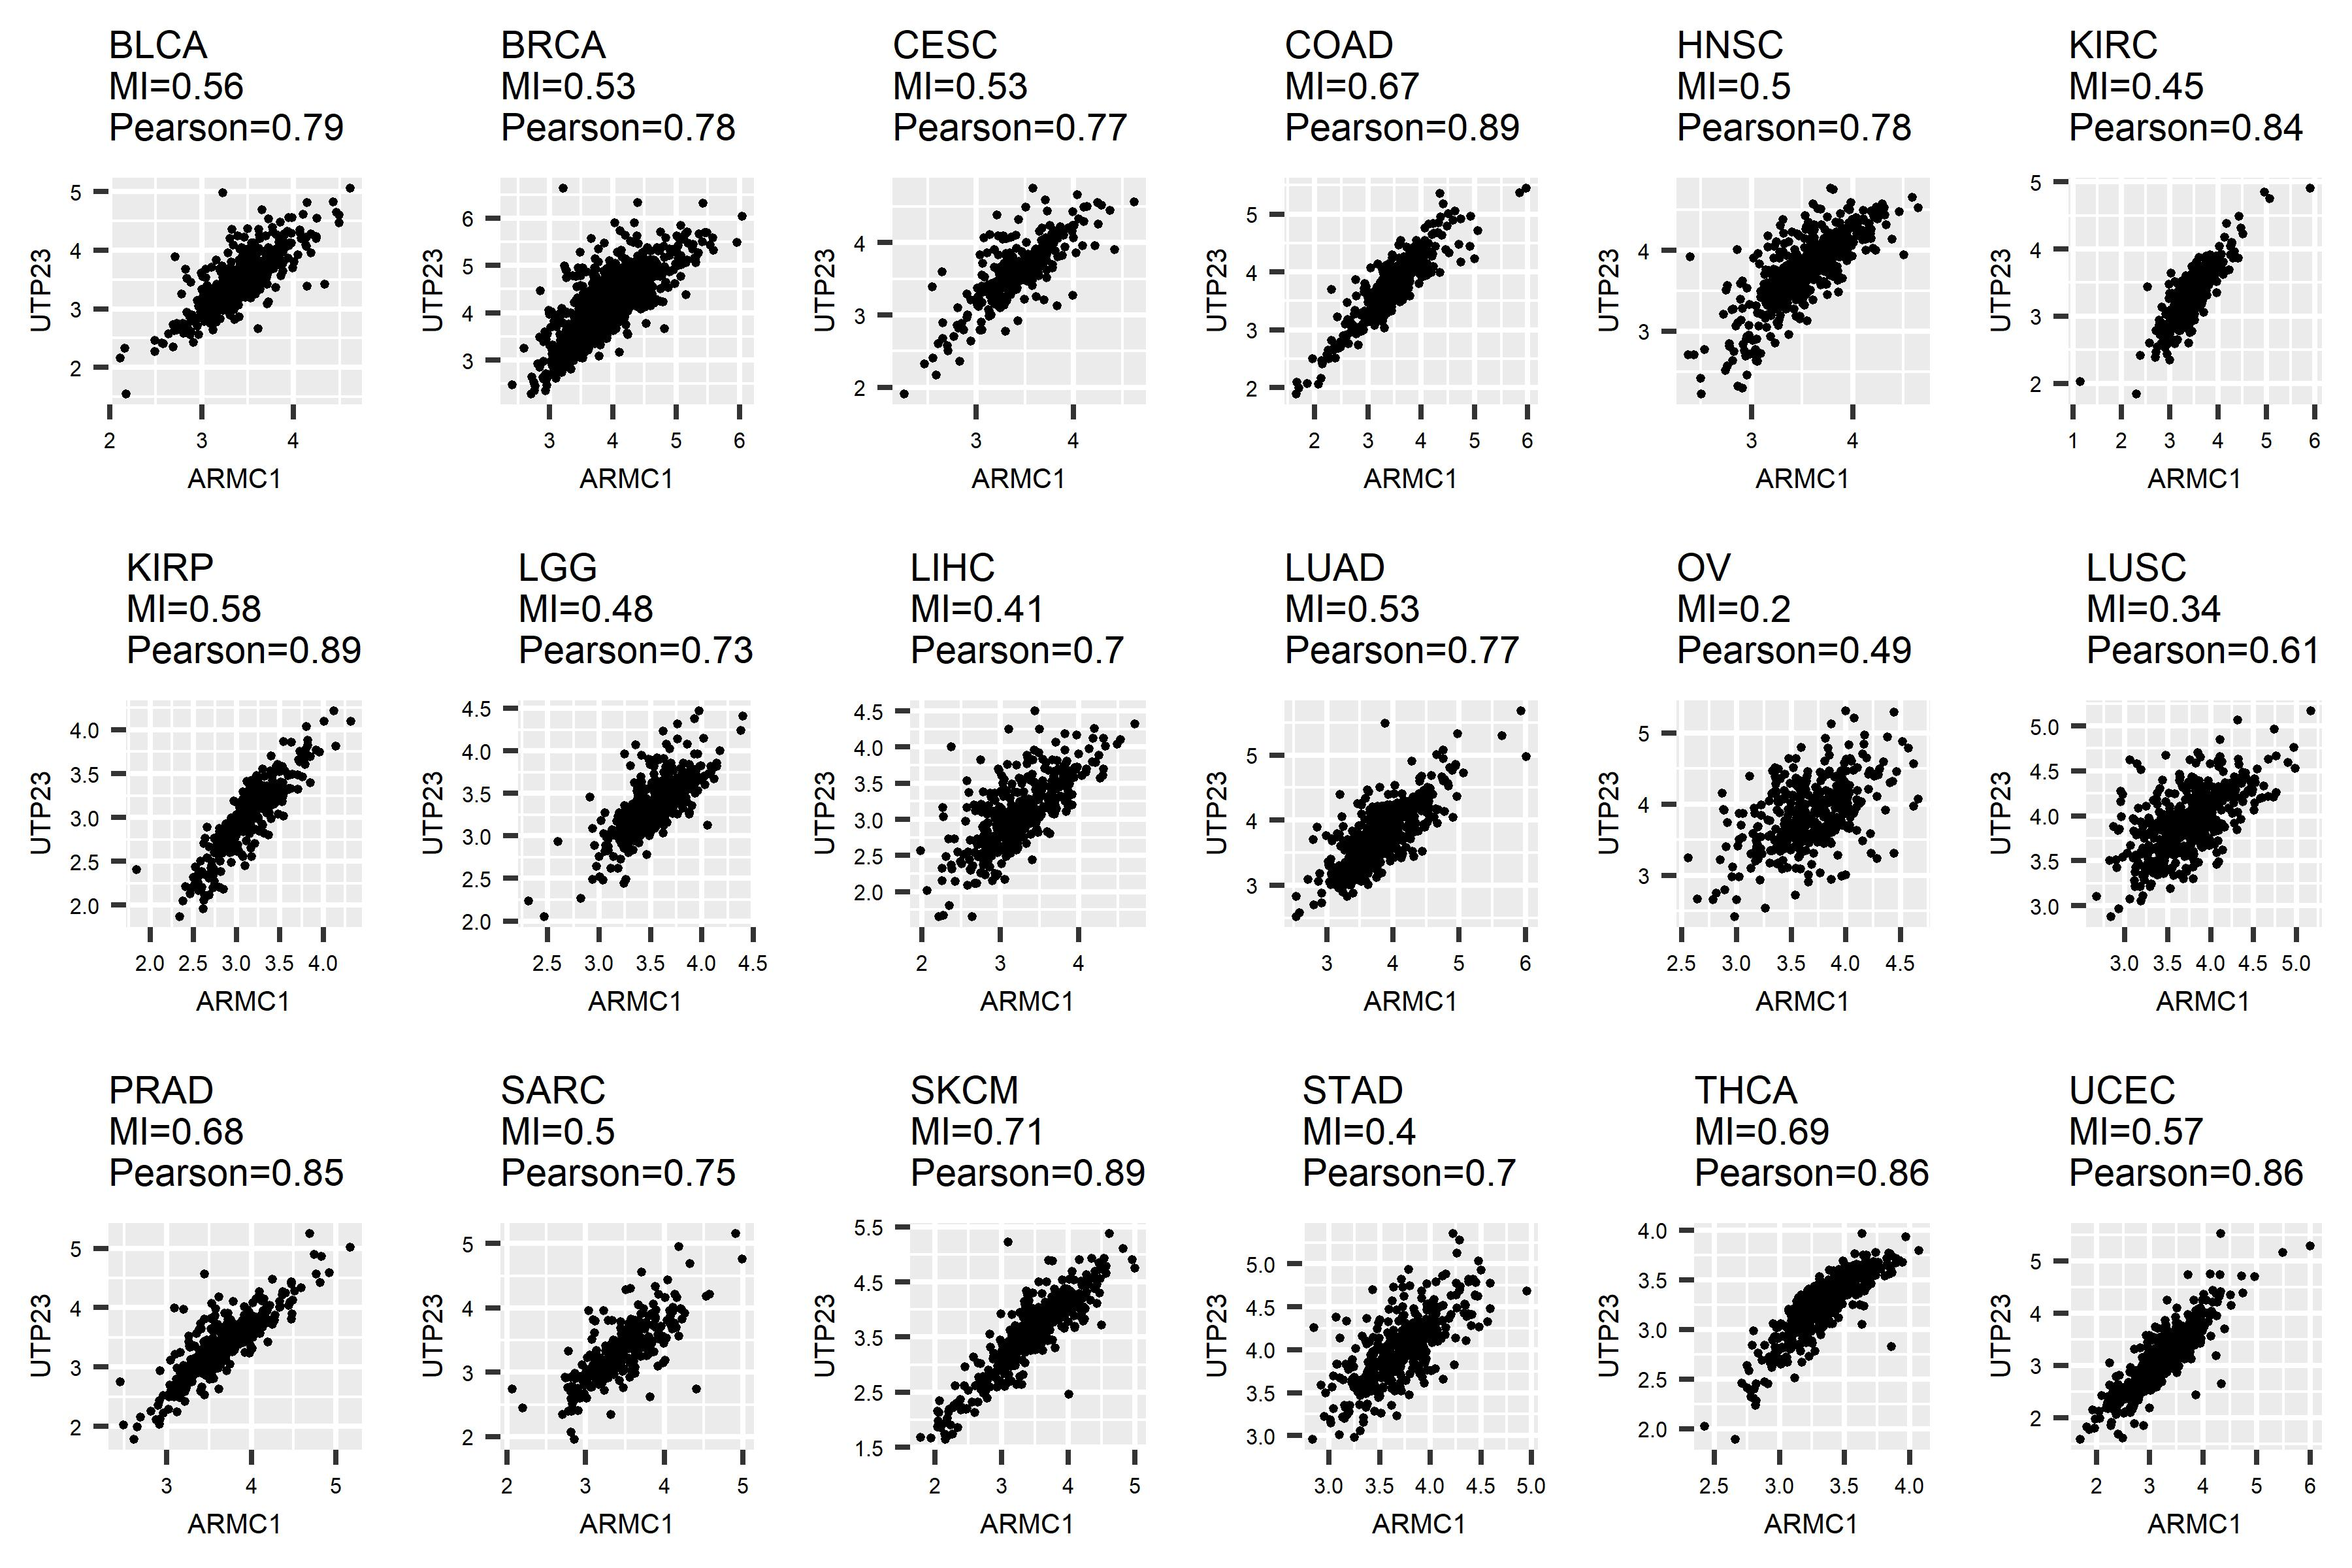 BLCA
MI=0.56
Pearson=0.79
5
4
3
2
UTP23
2 3 4
ARMC1
BRCA
MI=0.53
Pearson=0.78
6
5
4
3
UTP23
3 4 5 6
ARMC1
CESC
MI=0.53
Pearson=0.77
4
3
2
UTP23
3 4
ARMC1
COAD
MI=0.67
Pearson=0.89
5
4
3
2
UTP23
2 3 4 5 6
ARMC1
HNSC
MI=0.5
Pearson=0.78
4
3
UTP23
3 4
ARMC1
KIRC
MI=0.45
Pearson=0.84
5
4
3
2
UTP23
1 2 3 4 5 6
ARMC1
KIRP
MI=0.58
Pearson=0.89
4.0
3.5
3.0
2.5
2.0
UTP23
2.0 2.5 3.0 3.5 4.0
ARMC1
LGG
MI=0.48
Pearson=0.73
4.5
4.0
3.5
3.0
2.5
2.0
UTP23
2.5 3.0 3.5 4.0 4.5
ARMC1
LIHC
MI=0.41
Pearson=0.7
4.5
4.0
3.5
3.0
2.5
2.0
UTP23
2 3 4
ARMC1
LUAD
MI=0.53
Pearson=0.77
5
4
3
UTP23
3 4 5 6
ARMC1
OV
MI=0.2
Pearson=0.49
5
4
3
UTP23
2.5 3.0 3.5 4.0 4.5
ARMC1
LUSC
MI=0.34
Pearson=0.61
5.0
4.5
4.0
3.5
3.0
UTP23
3.0 3.5 4.0 4.5 5.0
ARMC1
PRAD
MI=0.68
Pearson=0.85
5
4
3
2
UTP23
3 4 5
ARMC1
SARC
MI=0.5
Pearson=0.75
5
4
3
2
UTP23
2 3 4 5
ARMC1
SKCM
MI=0.71
Pearson=0.89
5.5
4.5
3.5
2.5
1.5
UTP23
2 3 4 5
ARMC1
STAD
MI=0.4
Pearson=0.7
5.0
4.5
4.0
3.5
3.0
UTP23
3.0 3.5 4.0 4.5 5.0
ARMC1
THCA
MI=0.69
Pearson=0.86
4.0
3.5
3.0
2.5
2.0
UTP23
2.5 3.0 3.5 4.0
ARMC1
UCEC
MI=0.57
Pearson=0.86
5
4
3
2
UTP23
2 3 4 5 6
ARMC1